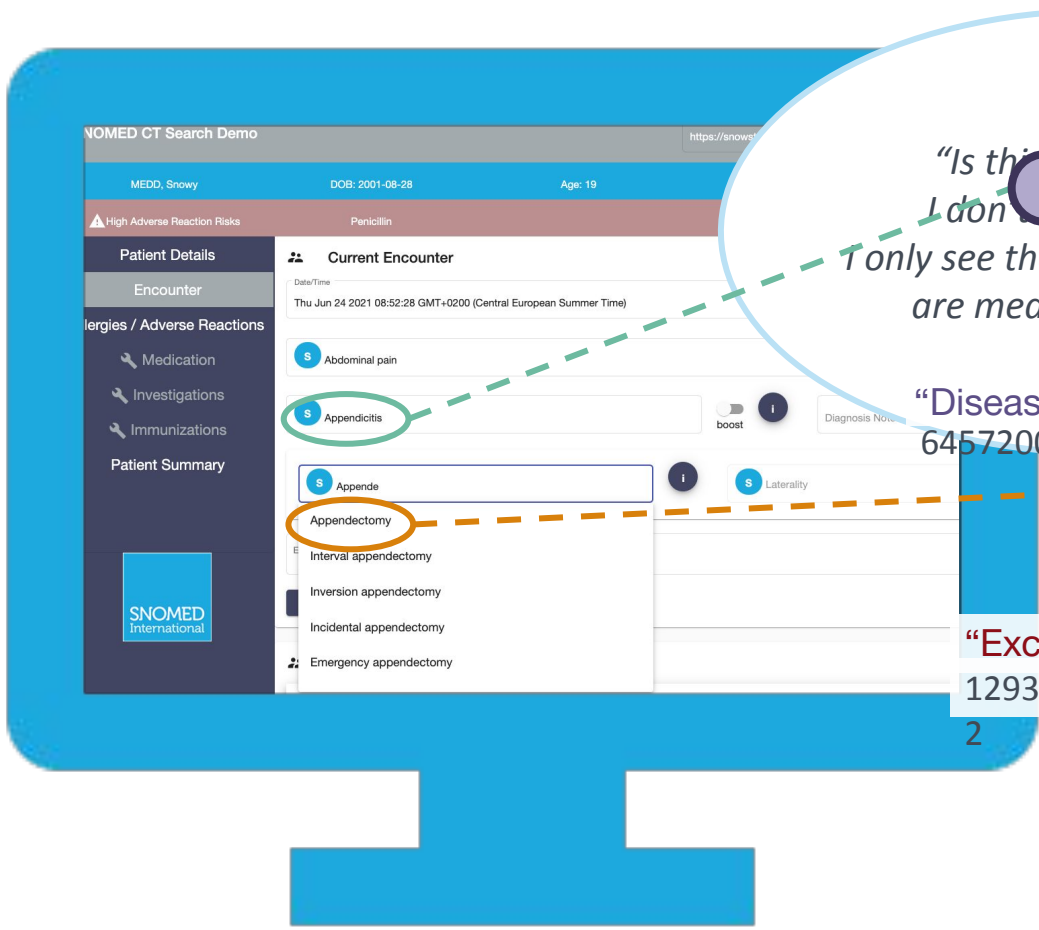 NOMED CT Search Demo
https://snowst
MEDD, Snowy DOB: 2001-08-28 Age: 19
High Adverse Reaction Risks Penicillin
Patient Details
Encounter
lergies / Adverse Reactions
Medication
Investigations
Immunizations
Patient Summary
SNOMED
International
Current Encounter
Date/Time
Thu Jun 24 2021 08:52:28 GMT+0200 (Central European Summer Time)
S Abdominal pain
S Appendicitis
boost
i
Diagnosis Not
S Appende
i
S Laterality
Appendectomy
E
Interval appendectomy
Inversion appendectomy
Incidental appendectomy
Emergency appendectomy
“Is thi
I don't
I only see th
are med
“Diseas
6457200
“Exc
1293
2